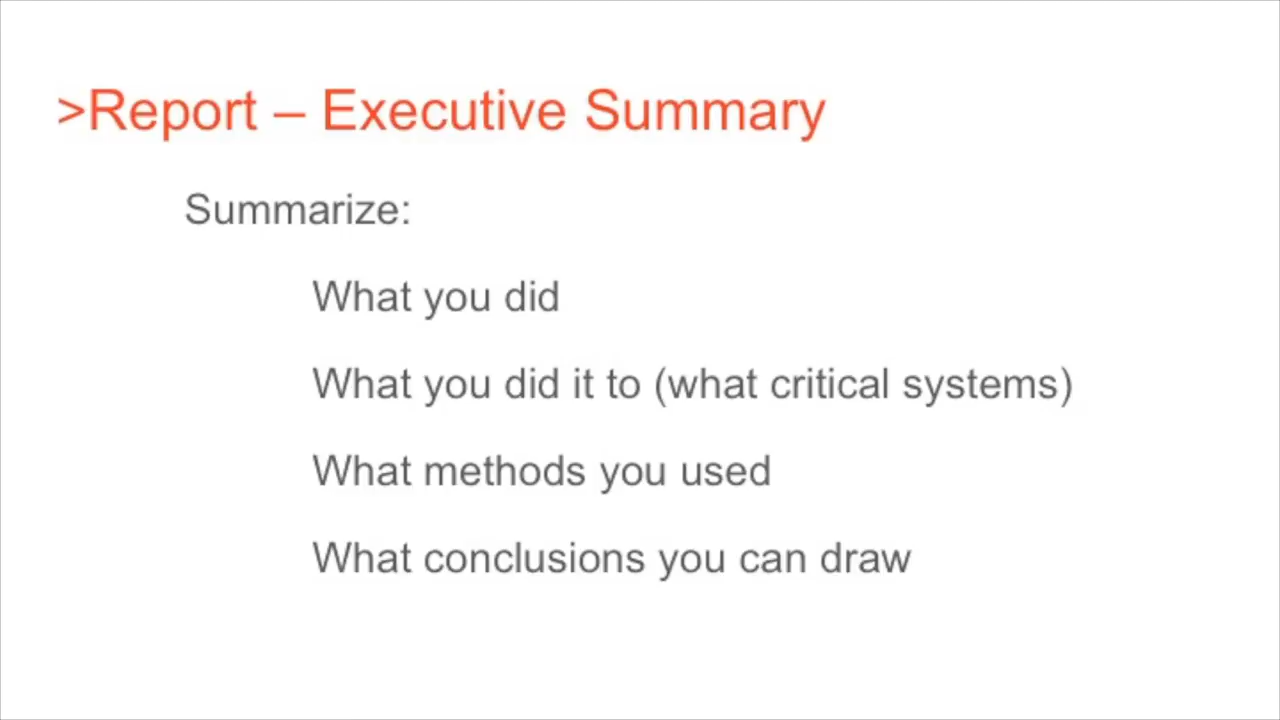 >Report – Executive Summary
Summarize:
What you did
What you did it to (what critical systems)
What methods you used
What conclusions you can draw